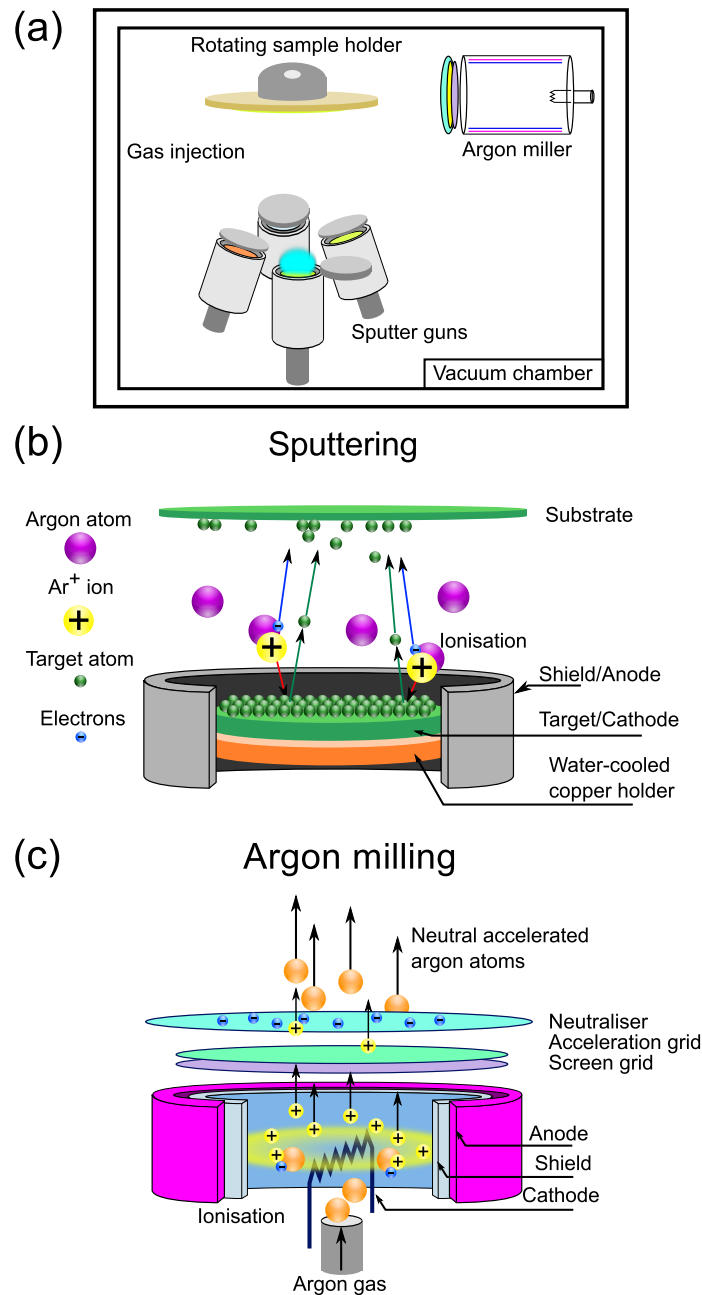 (a)
Rotating sample holder
Gas injection
Argon miller
Sputter guns
Vacuum chamber
(b)
Sputtering
Argon atom
Ar+ ion
+
Target atom
Electrons
-
Substrate
Ionisation
Shield/Anode
Target/Cathode
Water-cooled
copper holder
(c)
Argon milling
Neutral accelerated
argon atoms
Neutraliser
Acceleration grid
Screen grid
Anode
Shield
Cathode
Ionisation
Argon gas